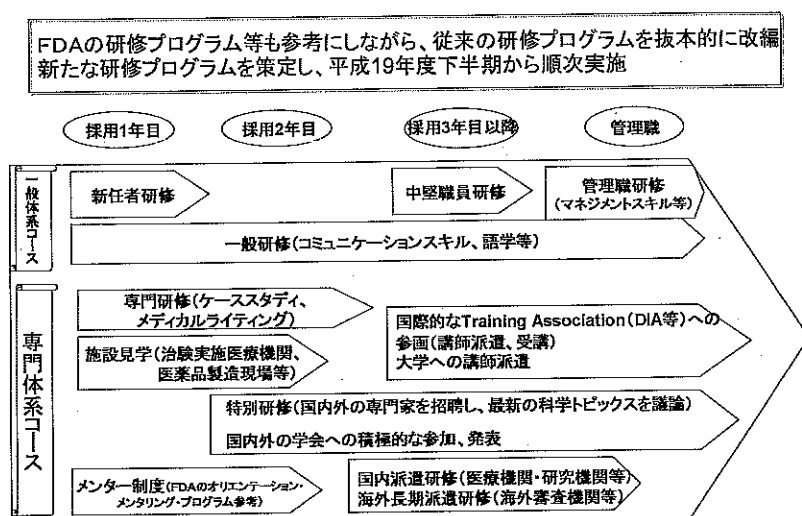 FDAの研修プログラム等も参考にしながら、従来の研修プログラムを抜本的に改編
新たな研修プログラムを策定し、平成19年度下半期から順次実施
採用1年目
採用2年目
採用3年目以降
管理職
一般体系コース
新任者研修
中堅職員研修
管理職研修
(マネジメントスキル等)
一般研修(コミュニケーションスキル、語学等)
専門体系コース
専門研修(ケーススタディ、
メディカルライティング)
施設見学(治験実施医療機関、
医薬品製造現場等)
国際的なTraining Association(DIA等)への
参画(講師派遣、受講)
大学への講師派遣
特別研修(国内外の専門家を招聘し、最新の科学トピックスを議論)
国内外の学会への積極的な参加、発表
メンター制度(FDAのオリエンテーション・
メンタリング・プログラム参考)
国内派遣研修(医療機関・研究機関等)
海外長期派遣研修(海外審査機関等)